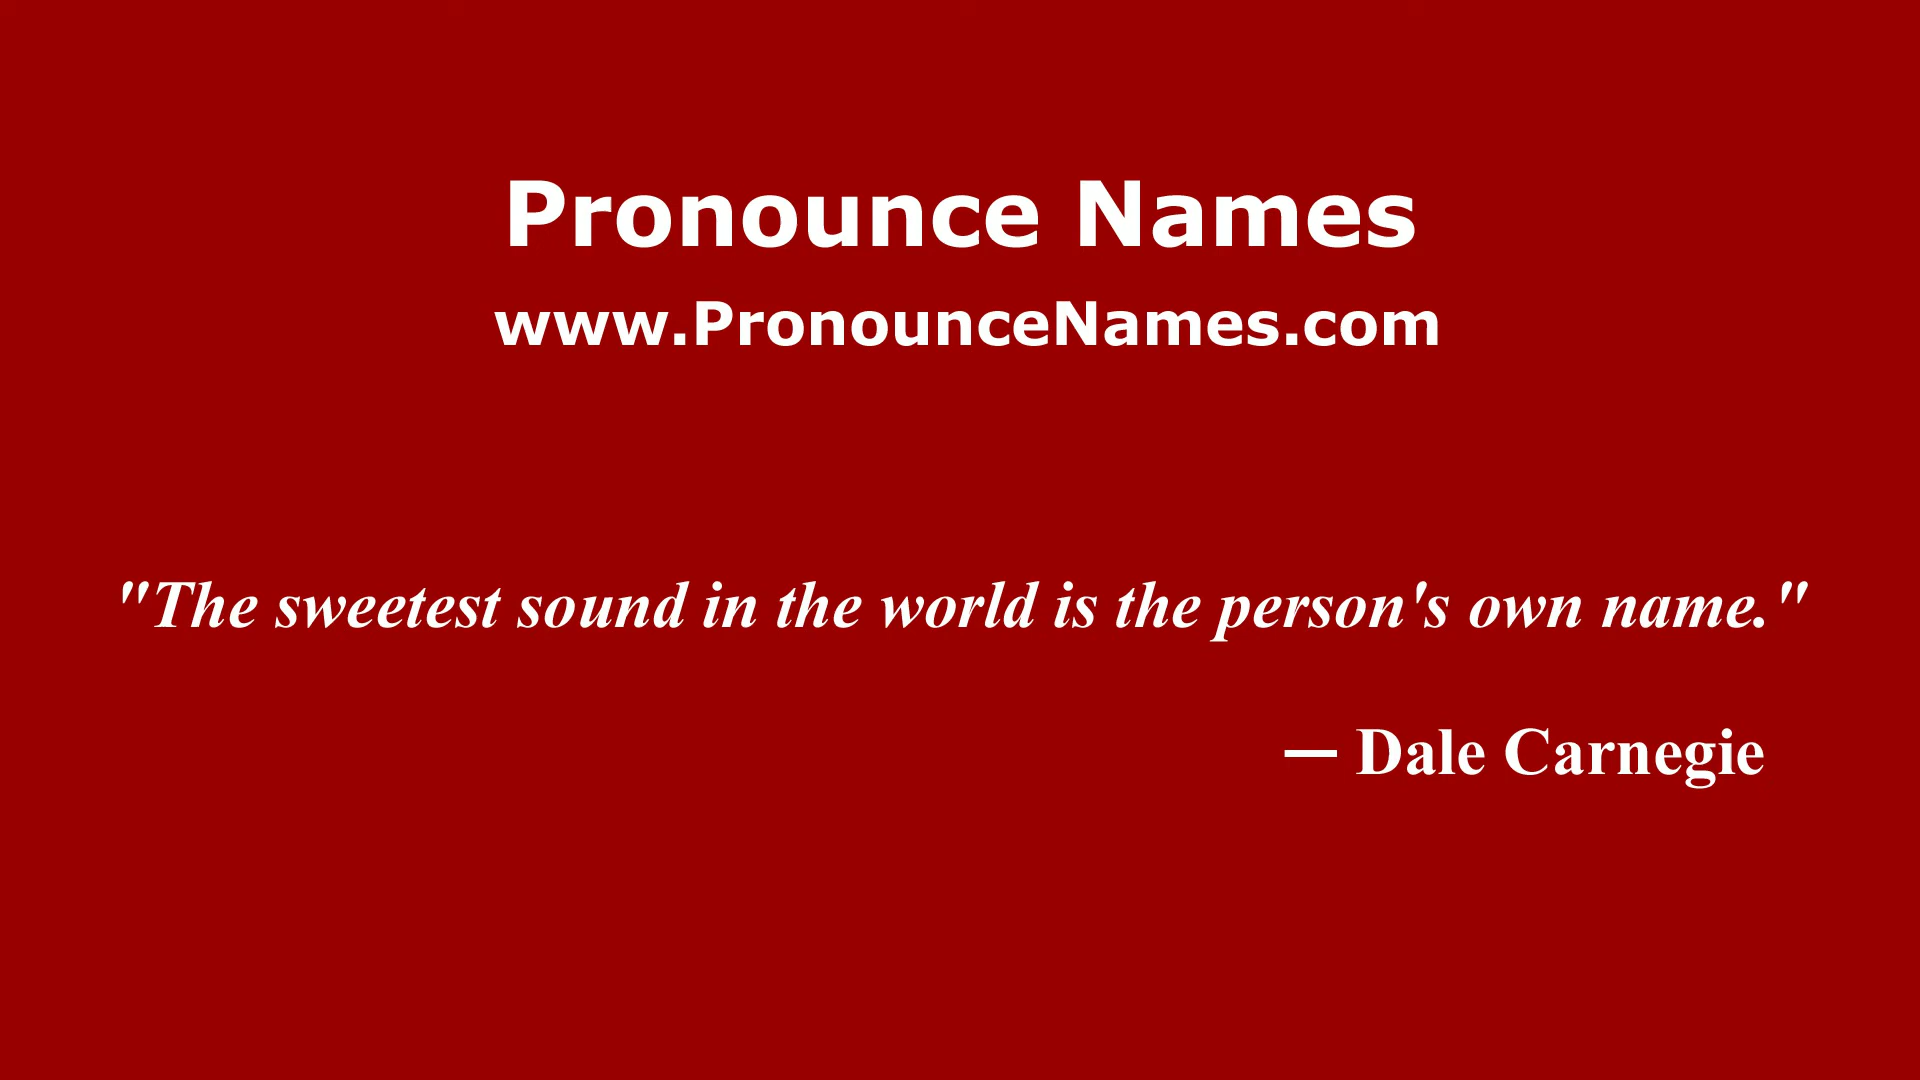 Pronounce Names
www.PronounceNames.com
"The sweetest sound in the world is the person's own name."
— Dale Carnegie